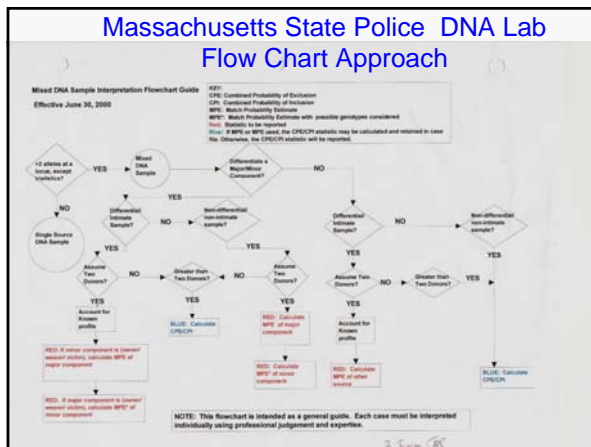 Massachusetts State Police DNA Lab
Flow Chart Approach
Mixed DNA Sample Interpretation Flowchart Guide
Effective June 30, 2000
KEY:
CPE: Combined Probability of Exclusion
CPI: Combined Probability of Inclusion
MPE: Match Probability Estimate
MPE*: Match Probability Estimate with possible genotypes considered
Red: Statistic to be reported
Blue: If MPE or MPE used, the CPE/CPI statistic may be calculated and retained in case
file. Otherwise, the CPE/CPI statistic will be reported.
>2 alleles at a
locus, except
triallelics?
YES
Mixed
DNA
Sample
Differentiate a
Major/Minor
Component?
NO
YES
NO
Single Source
DNA Sample
Differential/
Intimate
Sample?
NO
Non-differential/
non-intimate
sample?
Differential/
Intimate
Sample?
NO
Non-differential/
non-intimate
sample?
YES
YES
YES
YES
Assume
Two
Donors?
NO
Greater than
Two Donors?
NO
Assume
Two
Donors?
Assume Two
Donors?
NO
Greater than
Two Donors?
YES
YES
YES
YES
YES
Account for
Known
profile
BLUE: Calculate
CPE/CPI
RED: Calculate
MPE of major
component
Account for
Known
profile
RED: If minor component is (owner/
wearer/ victim), calculate MPE of
major component
RED: Calculate
MPE* of minor
component
RED: Calculate
MPE of other
source
BLUE: Calculate
CPE/CPI
RED: If major component is (owner/
wearer/ victim), calculate MPE* of
minor component
NOTE: This flowchart is intended as a general guide. Each case must be interpreted
individually using professional judgement and expertise.